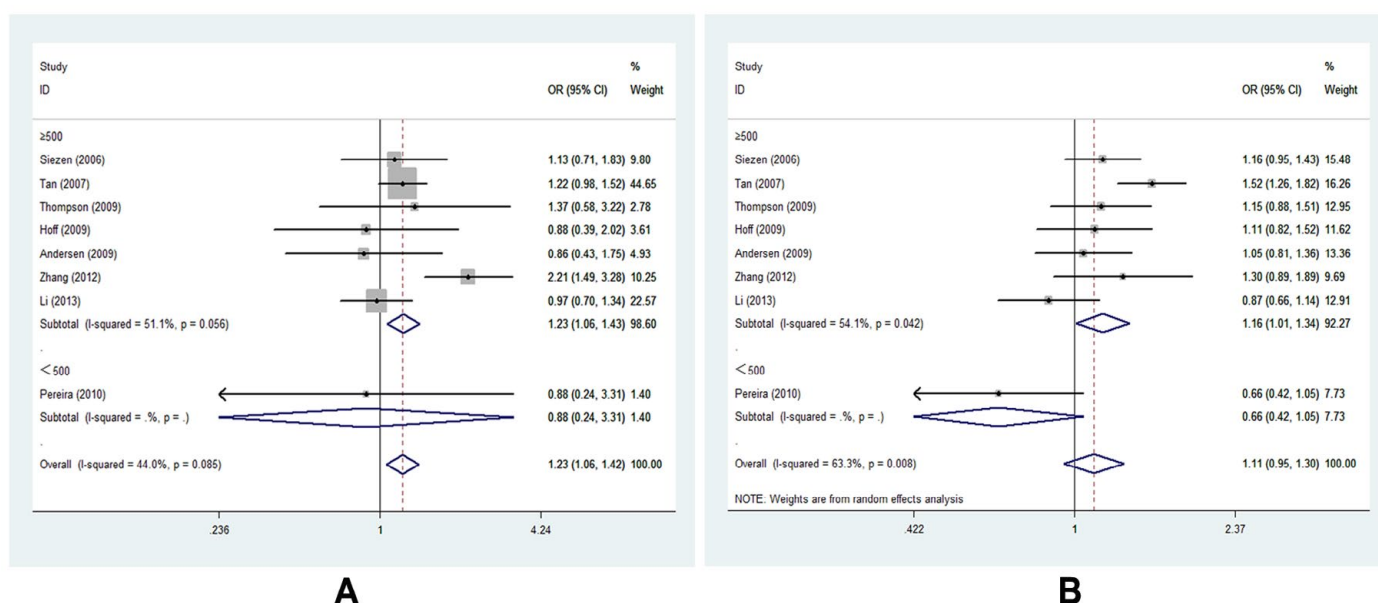 Study %
ID OR (95% CI) Weight
≥500
Siezen (2006) 1.13 (0.71, 1.83) 9.80
Tan (2007) 1.22 (0.98, 1.52) 44.65
Thompson (2009) 1.37 (0.58, 3.22) 2.78
Hoff (2009) 0.88 (0.39, 2.02) 3.61
Andersen (2009) 0.86 (0.43, 1.75) 4.93
Zhang (2012) 2.21 (1.49, 3.28) 10.25
Li (2013) 0.97 (0.70, 1.34) 22.57
Subtotal (I-squared = 51.1%, p = 0.056) 1.23 (1.06, 1.43) 98.60
.
<500
Pereira (2010) 0.88 (0.24, 3.31) 1.40
Subtotal (I-squared = .%, p = .) 0.88 (0.24, 3.31) 1.40
.
Overall (I-squared = 44.0%, p = 0.085) 1.23 (1.06, 1.42) 100.00
.236 1 4.24
A
Study %
ID OR (95% CI) Weight
≥500
Siezen (2006) 1.16 (0.95, 1.43) 15.48
Tan (2007) 1.52 (1.26, 1.82) 16.26
Thompson (2009) 1.15 (0.88, 1.51) 12.95
Hoff (2009) 1.11 (0.82, 1.52) 11.62
Andersen (2009) 1.05 (0.81, 1.36) 13.36
Zhang (2012) 1.30 (0.89, 1.89) 9.69
Li (2013) 0.87 (0.66, 1.14) 12.91
Subtotal (I-squared = 54.1%, p = 0.042) 1.16 (1.01, 1.34) 92.27
.
<500
Pereira (2010) 0.66 (0.42, 1.05) 7.73
Subtotal (I-squared = .%, p = .) 0.66 (0.42, 1.05) 7.73
.
Overall (I-squared = 63.3%, p = 0.008) 1.11 (0.95, 1.30) 100.00
NOTE: Weights are from random effects analysis
.422 1 2.37
B